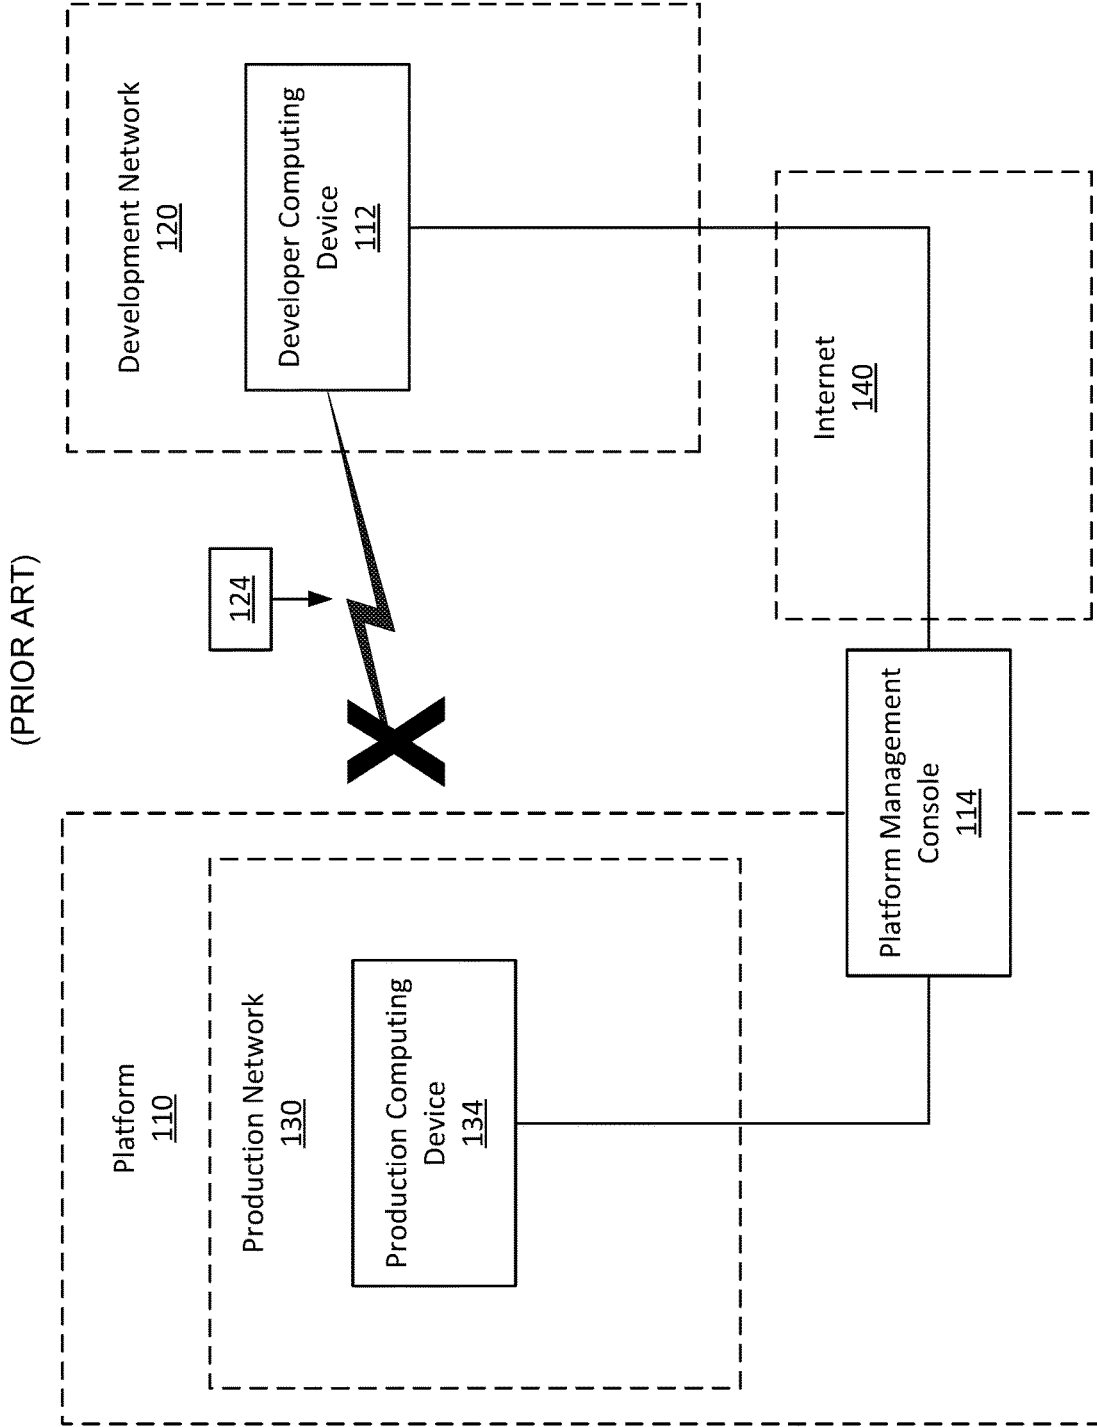 (PRIOR ART)
Platform
110
Production Network
130
Production Computing
Device
134
124
Development Network
120
Developer Computing
Device
112
Platform Management
Console
114
Internet
140